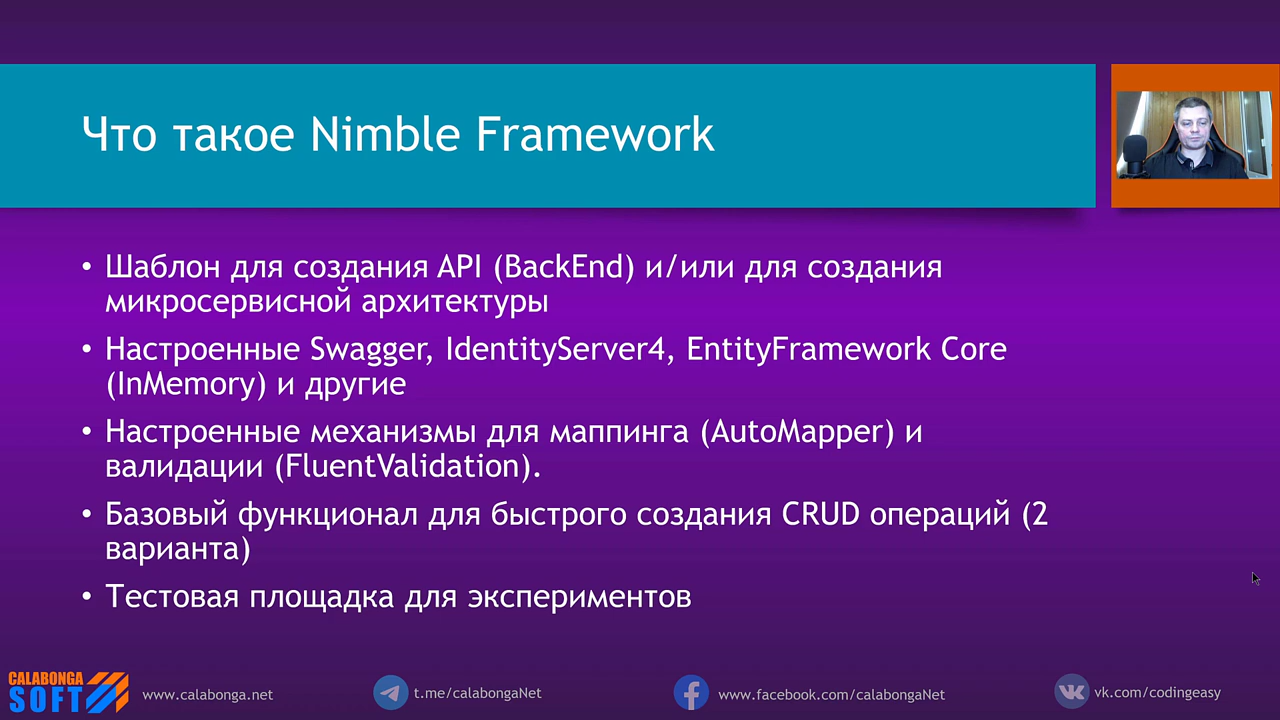 Что такое Nimble Framework
• Шаблон для создания API (BackEnd) и/или для создания
микросервисной архитектуры
• Настроенные Swagger, IdentityServer4, EntityFramework Core
(InMemory) и другие
• Настроенные механизмы для маппинга (AutoMapper) и
валидации (FluentValidation).
• Базовый функционал для быстрого создания CRUD операций (2
варианта)
• Тестовая площадка для экспериментов
CALABONGA
SOFT
www.calabonga.net
t.me/calabongaNet
www.facebook.com/calabongaNet
vk.com/codingeasy